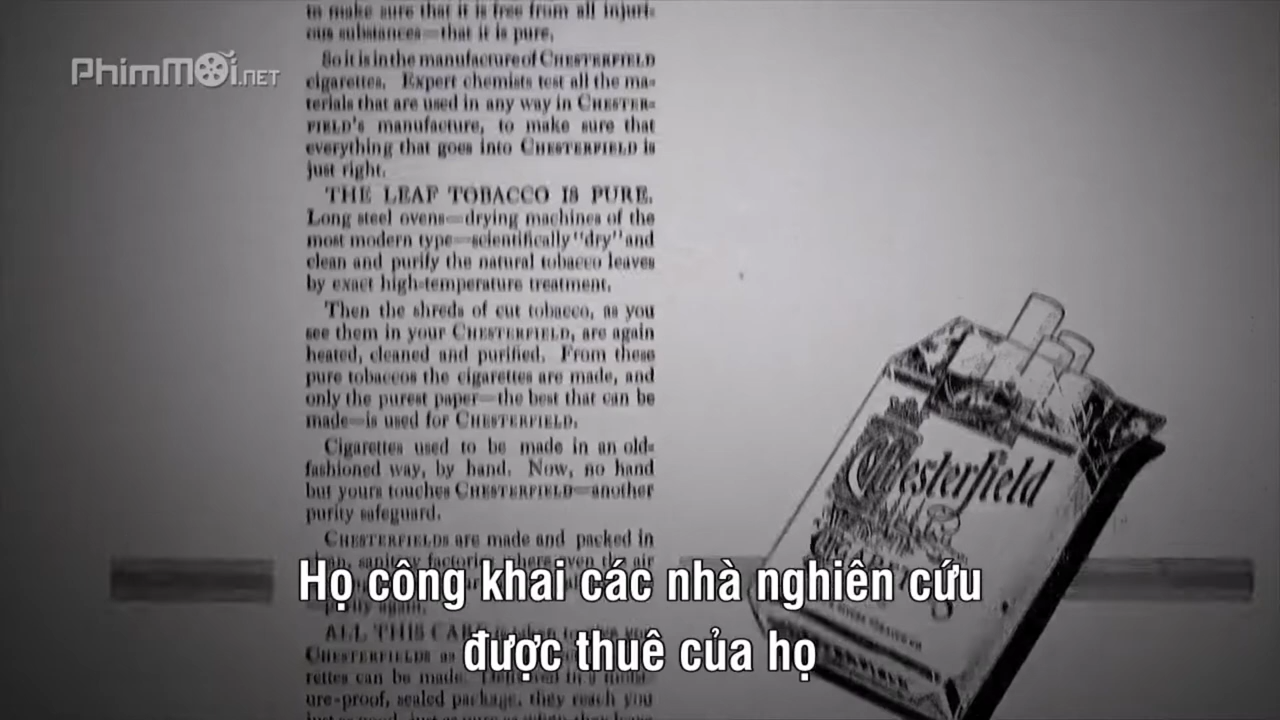 to make sure that it is free from all injuri-
ous substances—that it is pure.
So it is in the manufacture of CHESTERFIELD
cigarettes. Expert chemists test all the ma-
terials that are used in any way in CHESTER-
FIELD'S manufacture, to make sure that
everything that goes into CHESTERFIELD is
just right.
THE LEAF TOBACCO IS PURE.
Long steel ovens—drying machines of the
most modern type—scientifically "dry" and
clean and purify the natural tobacco leaves
by exact high-temperature treatment.
Then the shreds of cut tobacco, as you
see them in your CHESTERFIELD, are again
heated, cleaned and purified. From these
pure tobaccos the cigarettes are made, and
only the purest paper—the best that can be
made—is used for CHESTERFIELD.
Cigarettes used to be made in an old-
fashioned way, by hand. Now, no hand
but yours touches CHESTERFIELD—another
purity safeguard.
CHESTERFIELDS are made and packed in
factories where even the air
again.
ALL THIS
CHESTERFIELDS as
rettes can be made.
ure-proof, sealed package, they reach you
PhimMỗi.NET
Chesterfield
Họ công khai các nhà nghiên cứu
được thuê của họ